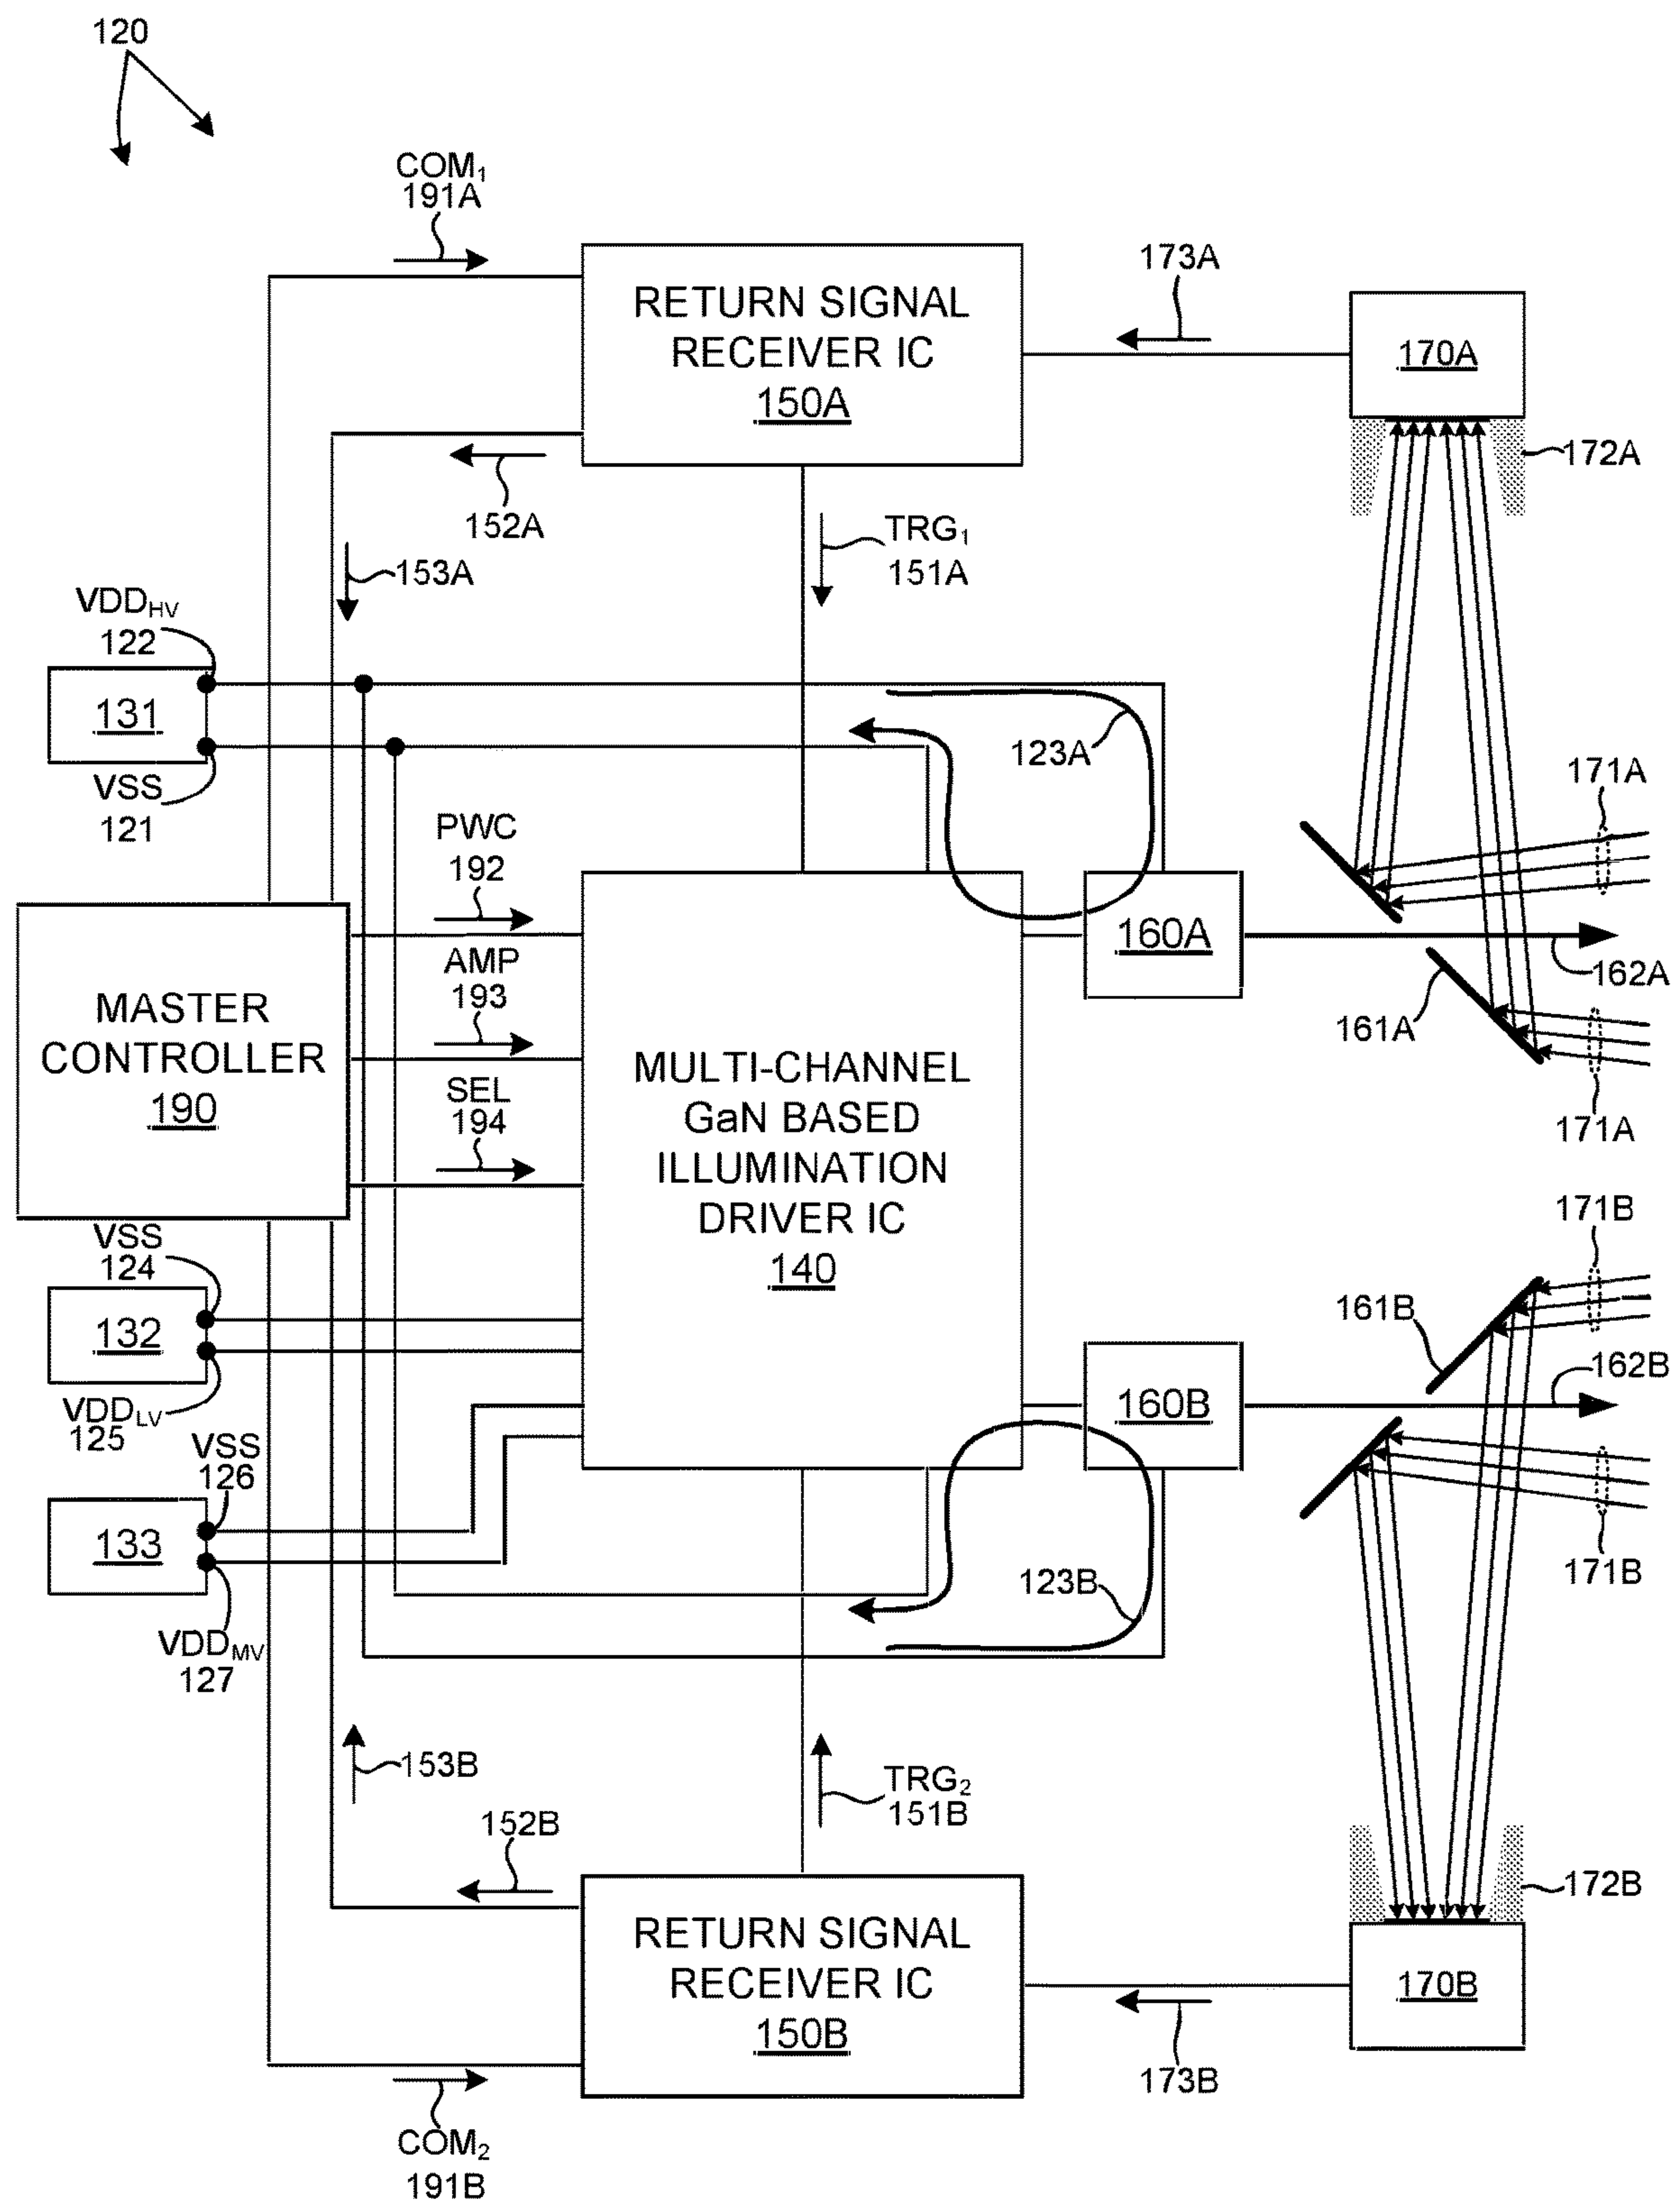 120
COM₁
191A
RETURN SIGNAL
RECEIVER IC
150A
173A
170A
172A
152A
153A
TRG₁
151A
VDD_HV
122
131
VSS
121
123A
171A
PWC
192
160A
162A
AMP
193
161A
MASTER
CONTROLLER
190
MULTI-CHANNEL
GaN BASED
ILLUMINATION
DRIVER IC
140
SEL
194
171A
VSS
124
132
VDD_LV
125
171B
161B
162B
160B
VSS
126
133
VDD_MV
127
123B
171B
153B
TRG₂
151B
152B
172B
RETURN SIGNAL
RECEIVER IC
150B
170B
173B
COM₂
191B